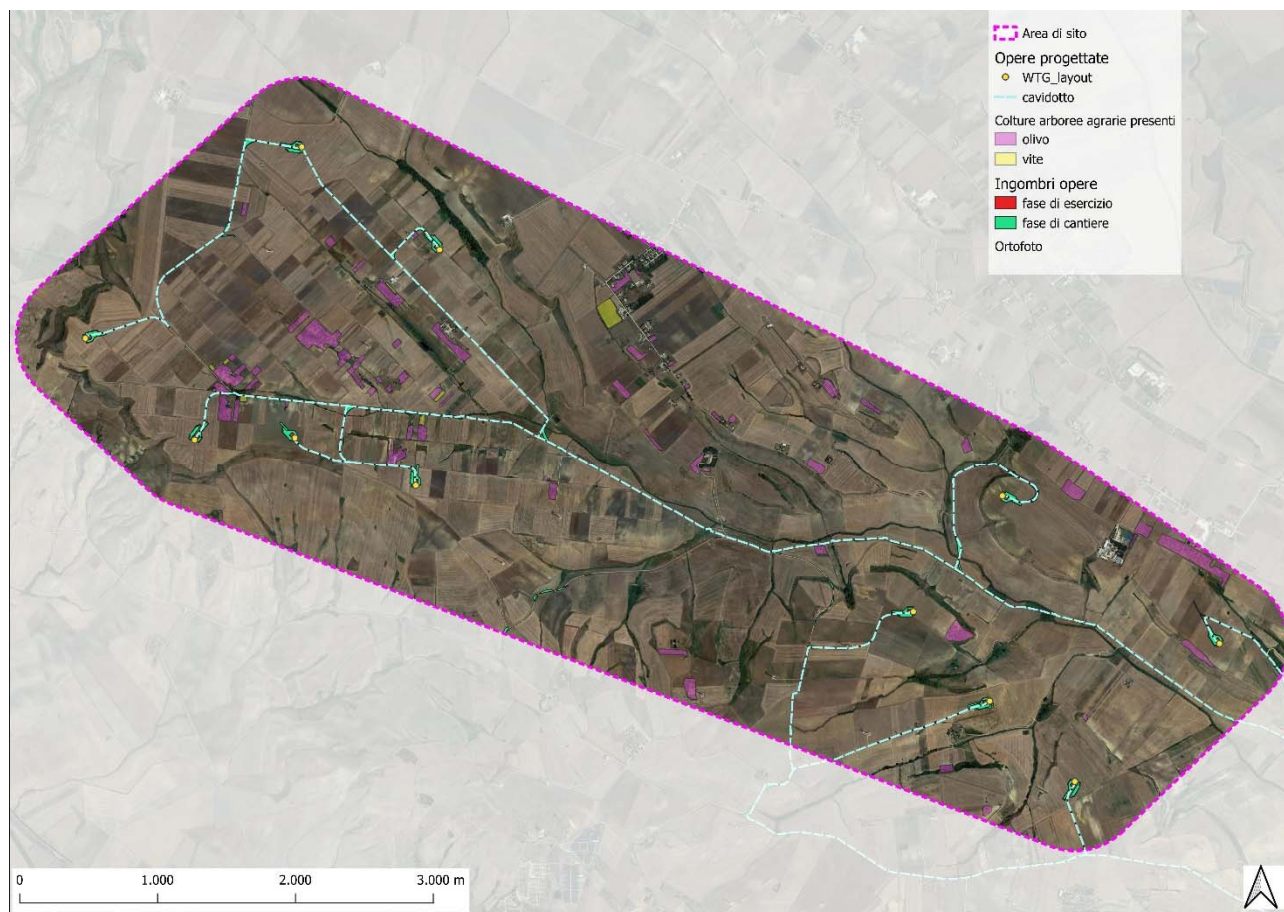 Area di sito
Opere progettate
WTG_layout
cavidotto
Colture arboree agrarie presenti
olivo
vite
Ingombri opere
fase di esercizio
fase di cantiere
Ortofoto
0 1.000 2.000 3.000 m